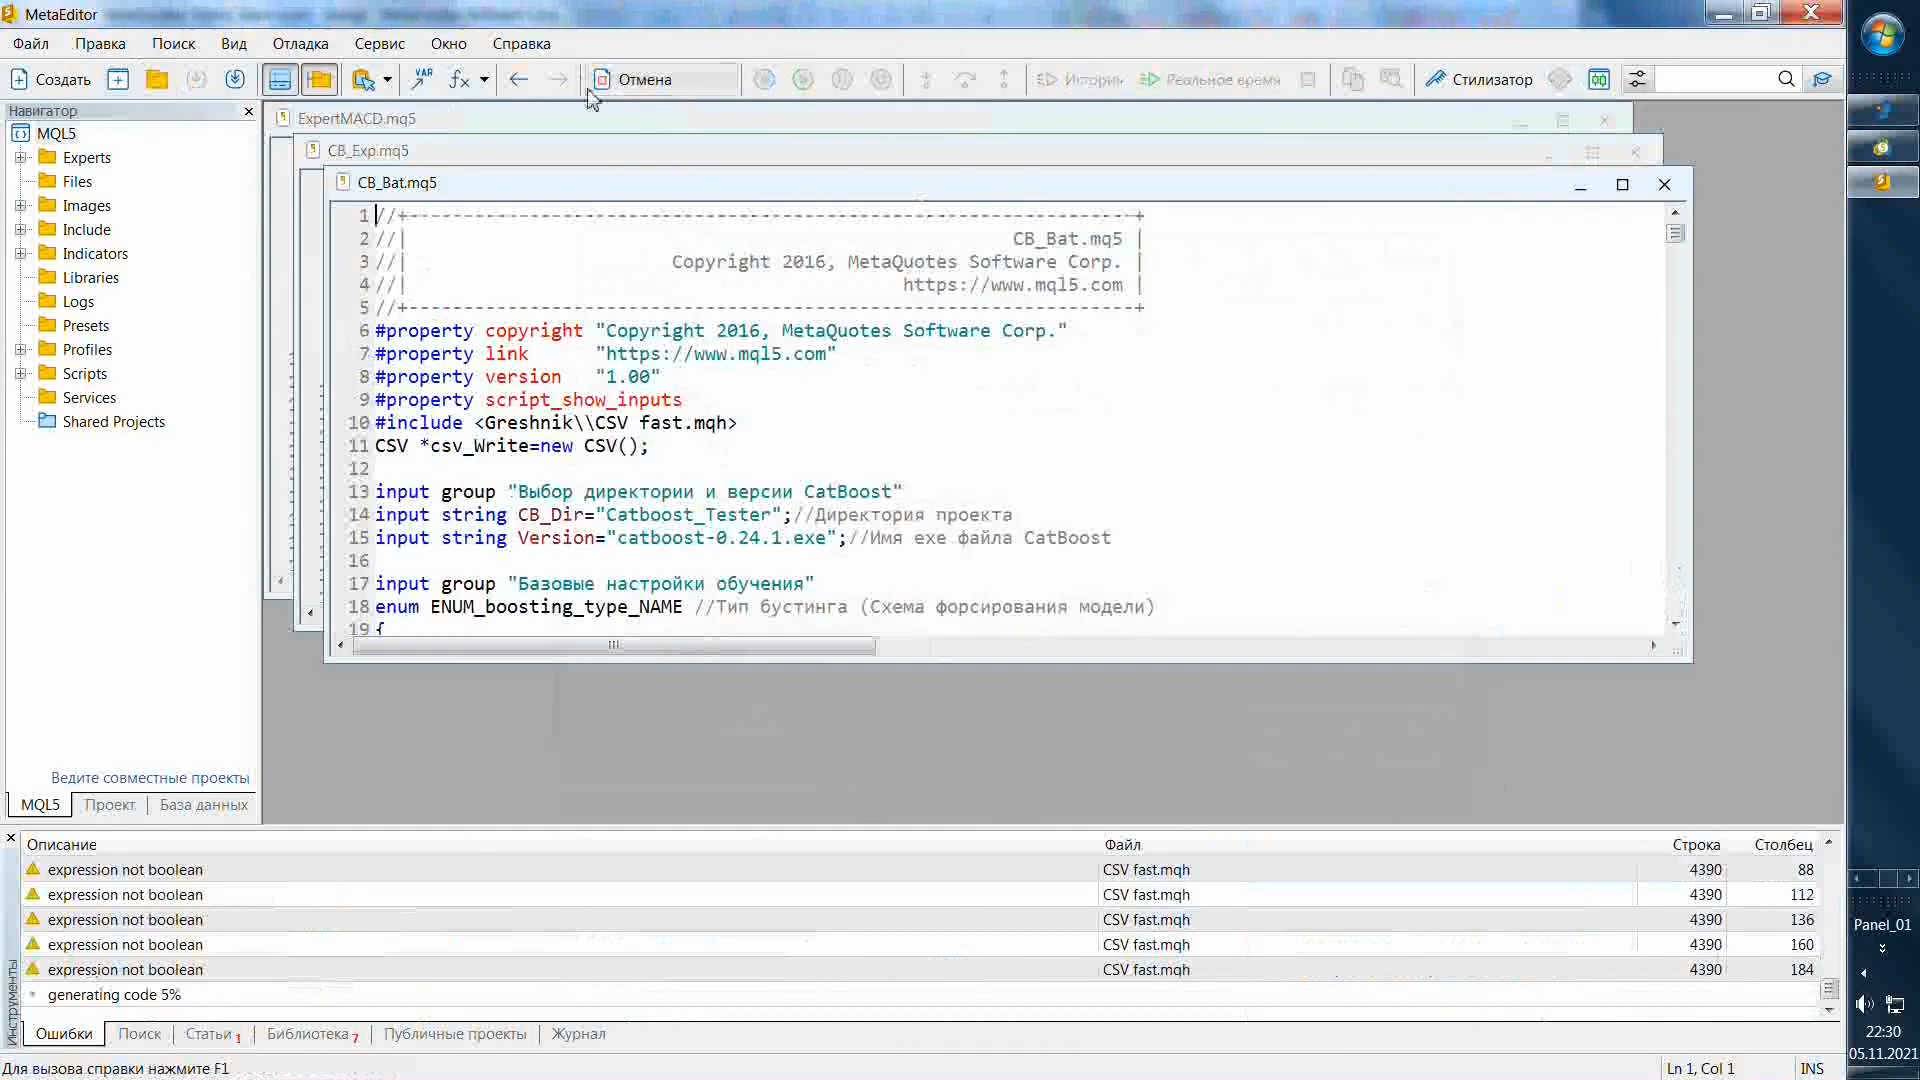 MetaEditor
Файл Правка Поиск Вид Отладка Сервис Окно Справка
Создать VAR fx Отмена История Реальное время Стилизатор
Навигатор
MQL5
Experts
Files
Images
Include
Indicators
Libraries
Logs
Presets
Profiles
Scripts
Services
Shared Projects
Ведите совместные проекты
MQL5 Проект База данных
ExpertMACD.mq5
CB_Exp.mq5
CB_Bat.mq5
1 //+------------------------------------------------------------------+
2 //| CB_Bat.mq5 |
3 //| Copyright 2016, MetaQuotes Software Corp. |
4 //| https://www.mql5.com |
5 //+------------------------------------------------------------------+
6 #property copyright "Copyright 2016, MetaQuotes Software Corp."
7 #property link "https://www.mql5.com"
8 #property version "1.00"
9 #property script_show_inputs
10 #include <Greshnik\\CSV fast.mqh>
11 CSV *csv_Write=new CSV();
12
13 input group "Выбор директории и версии CatBoost"
14 input string CB_Dir="Catboost_Tester";//Директория проекта
15 input string Version="catboost-0.24.1.exe";//Имя exe файла CatBoost
16
17 input group "Базовые настройки обучения"
18 enum ENUM_boosting_type_NAME //Тип бустинга (Схема форсирования модели)
19 {
Описание Файл Строка Столбец
expression not boolean CSV fast.mqh 4390 88
expression not boolean CSV fast.mqh 4390 112
expression not boolean CSV fast.mqh 4390 136
expression not boolean CSV fast.mqh 4390 160
expression not boolean CSV fast.mqh 4390 184
generating code 5%
Инструменты
Ошибки Поиск Статьи 1 Библиотека 7 Публичные проекты Журнал
Для вызова справки нажмите F1 Ln 1, Col 1 INS
Panel_01
22:30
05.11.2021